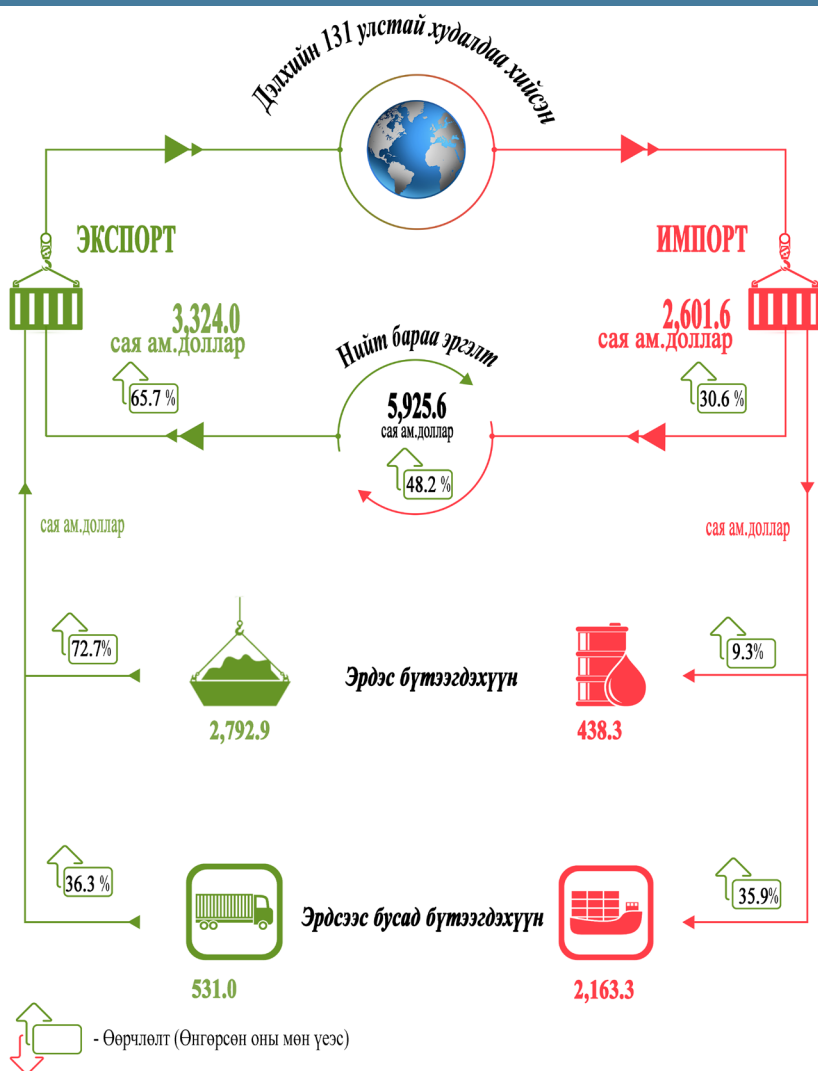 Дэлхийн 131 улстай худалдаа хийсэн
ЭКСПОРТ
ИМПОРТ
3,324.0
сая ам.доллар
65.7 %
2,601.6
сая ам.доллар
30.6 %
Нийт бараа эргэлт
5,925.6
сая ам.доллар
48.2 %
сая ам.доллар
сая ам.доллар
72.7%
9.3%
Эрдэс бүтээгдэхүүн
2,792.9
438.3
36.3 %
35.9%
Эрдсээс бусад бүтээгдэхүүн
531.0
2,163.3
- Өөрчлөлт (Өнгөрсөн оны мөн үеэс)